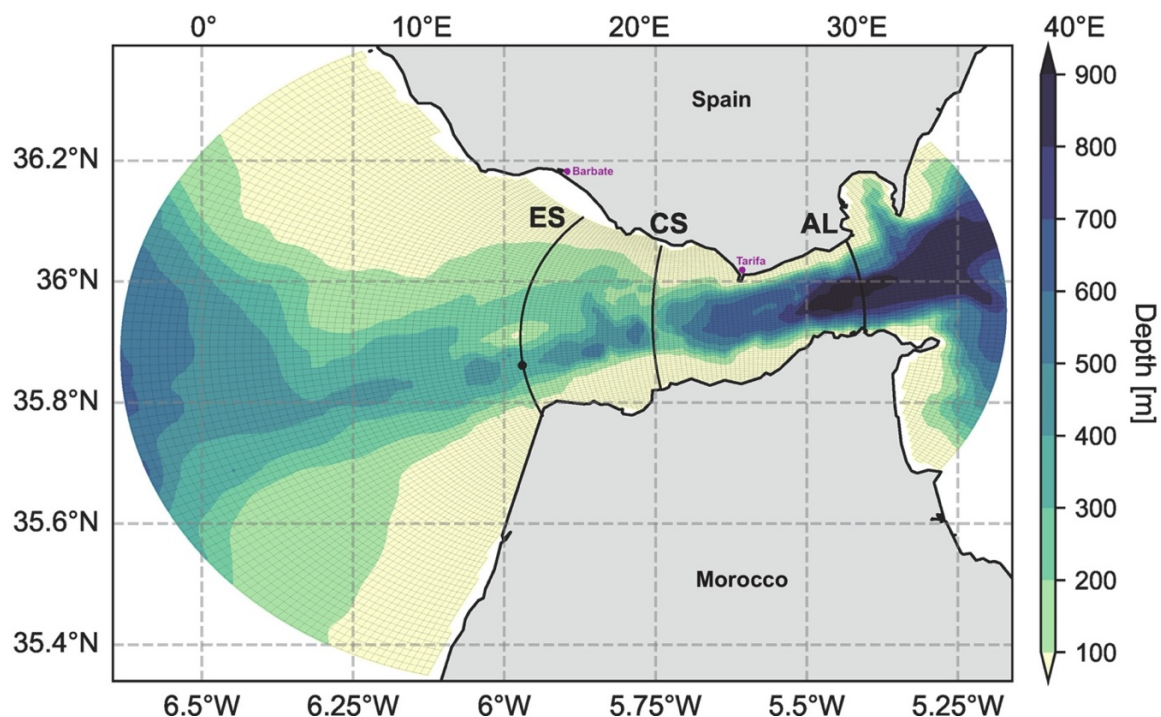 0° 10°E 20°E 30°E 40°E
900
Spain
36.2°N 800
Barbate
700
ES CS AL
Tarifa
36°N
600
Depth [m]
500
35.8°N
400
300
35.6°N
Morocco
200
35.4°N 100
6.5°W 6.25°W 6°W 5.75°W 5.5°W 5.25°W